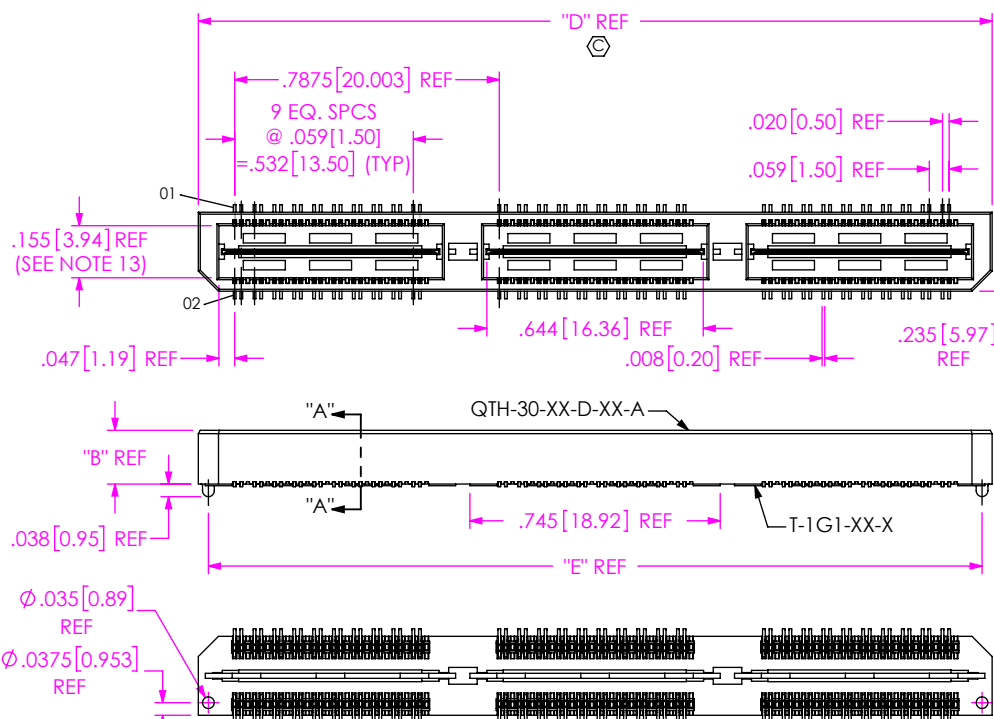 "D" REF
C
.7875[20.003] REF
9 EQ. SPCS
@ .059[1.50]
=.532[13.50] (TYP)
.020[0.50] REF
.059[1.50] REF
01
.155[3.94] REF
(SEE NOTE 13)
02
.047[1.19] REF
.644[16.36] REF
.008[0.20] REF
.235[5.97]
REF
"A"
QTH-30-XX-D-XX-A
"B" REF
"A"
.038[0.95] REF
.745[18.92] REF
T-1G1-XX-X
"E" REF
Ø.035[0.89]
REF
Ø.0375[0.953]
REF